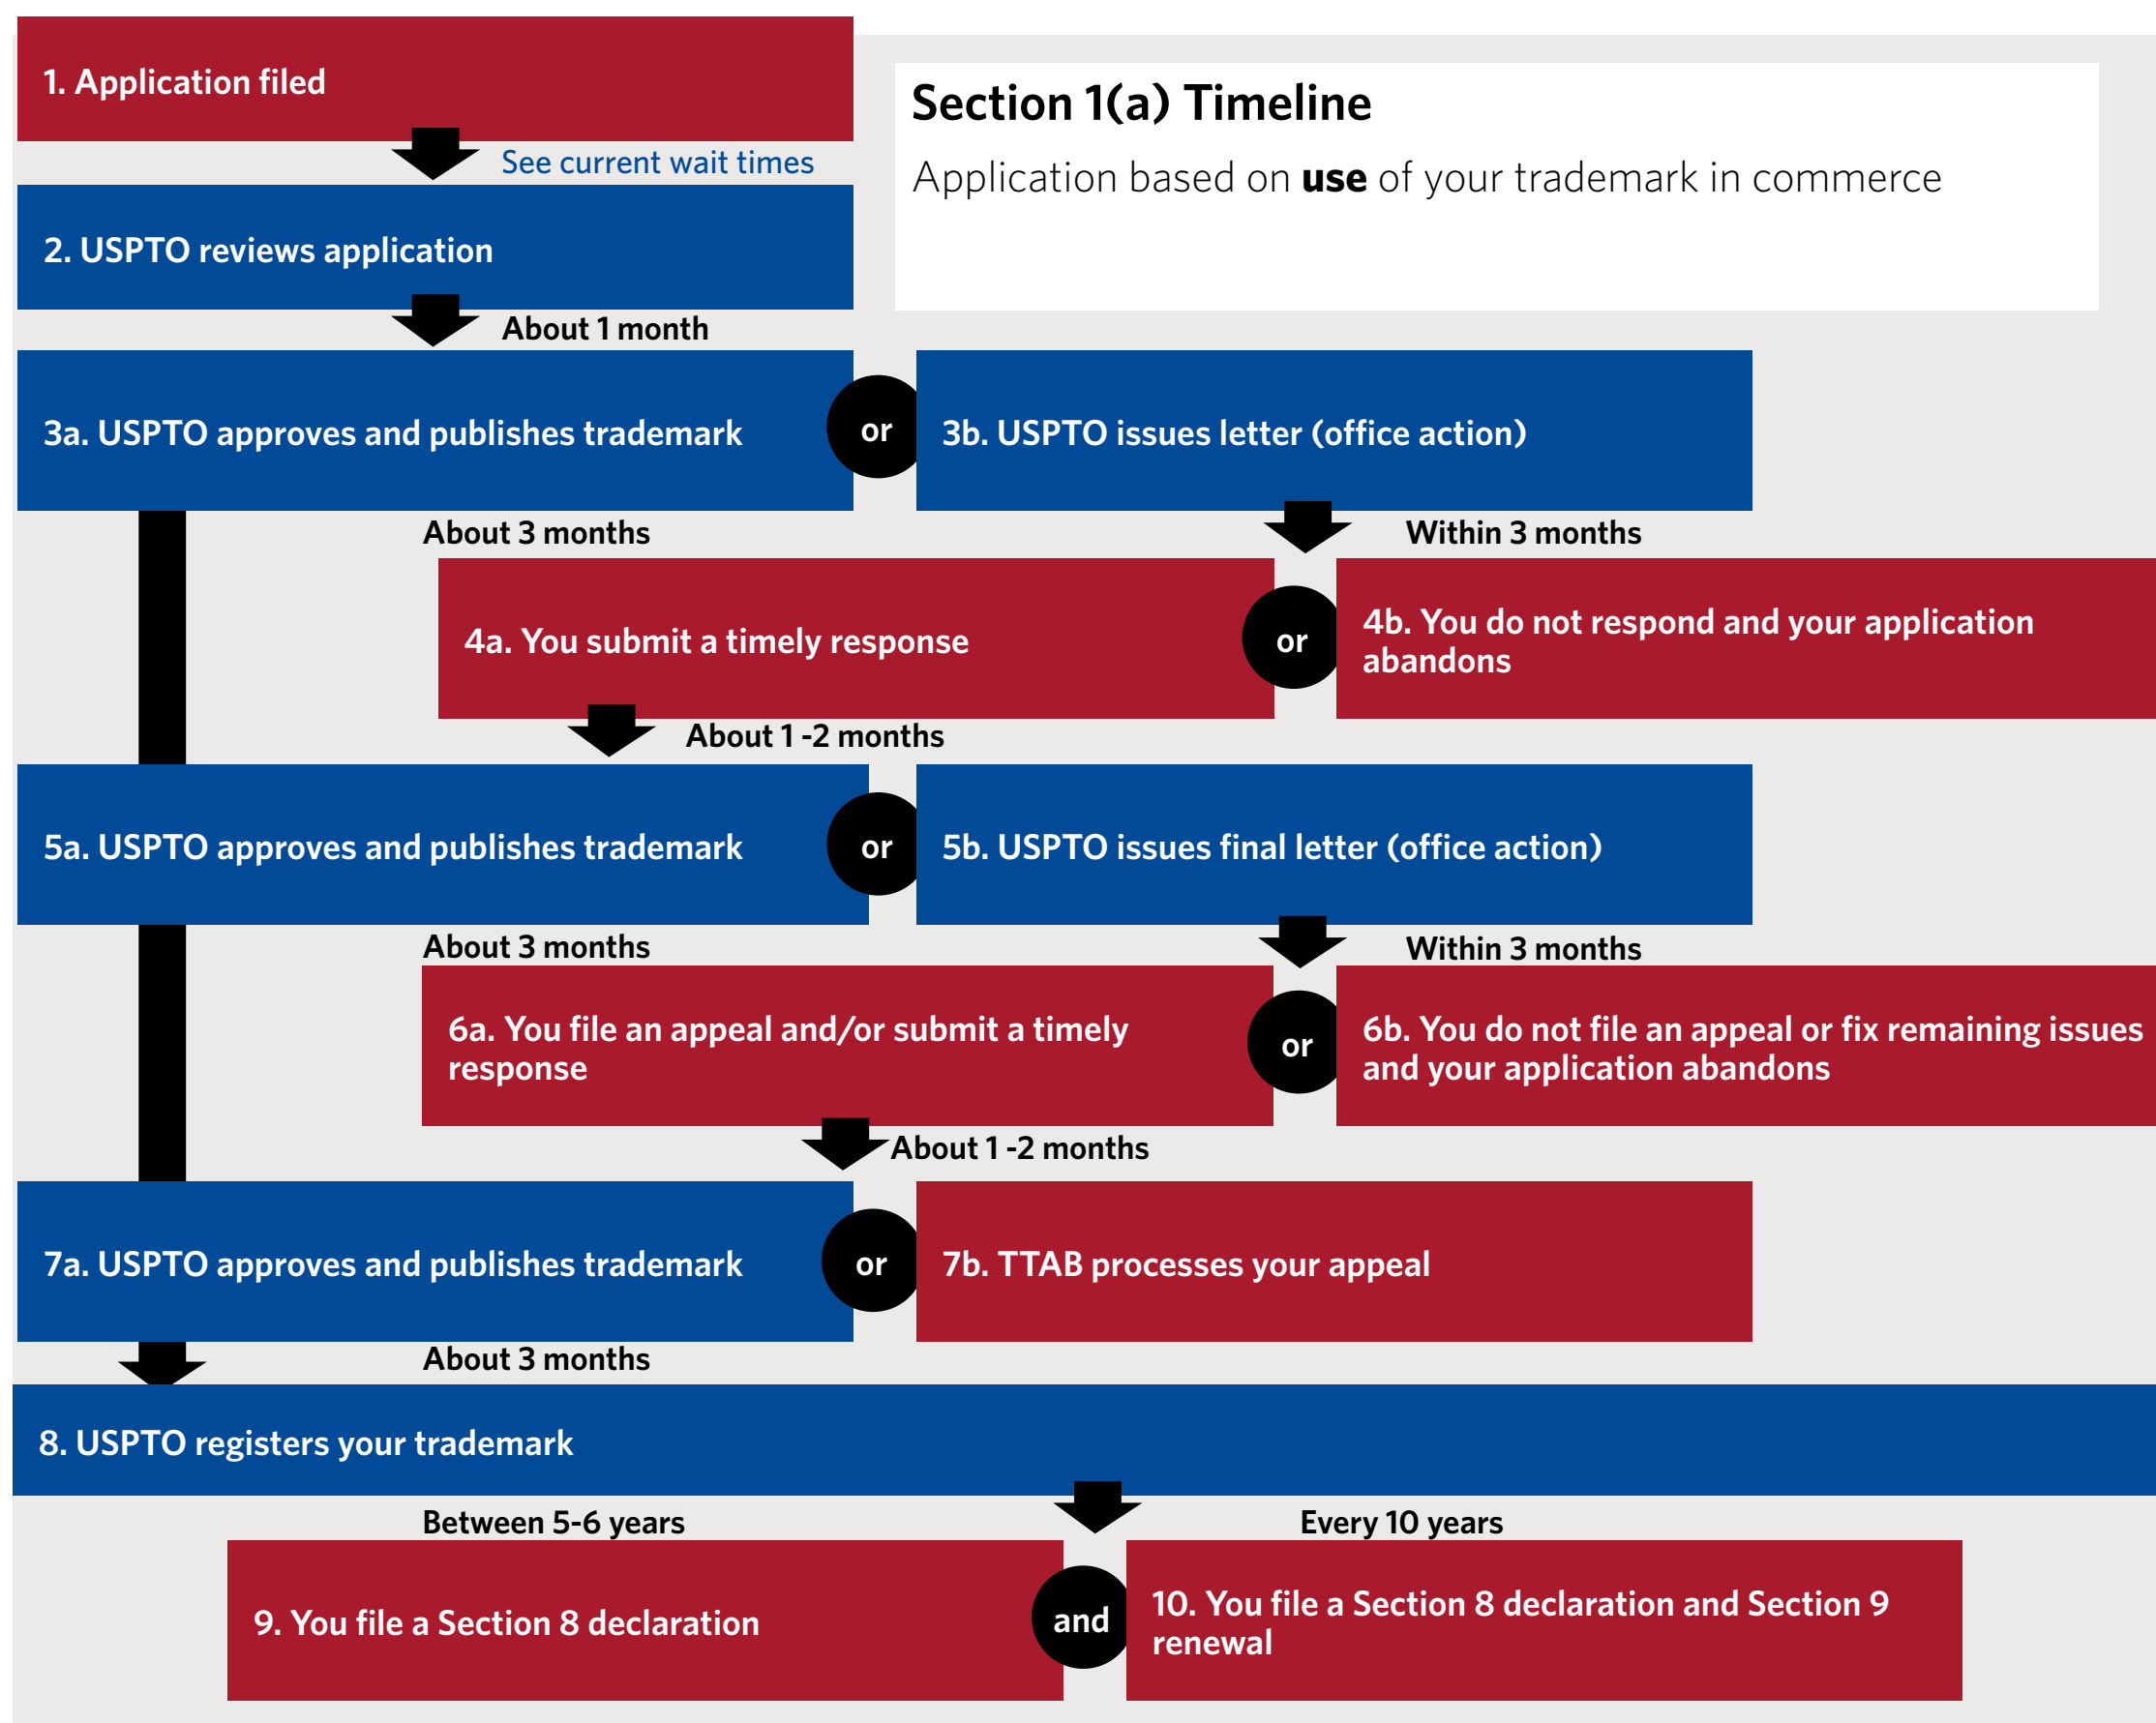 1. Application filed
Section 1(a) Timeline
Application based on use of your trademark in commerce
See current wait times
2. USPTO reviews application
About 1 month
3a. USPTO approves and publishes trademark
or
3b. USPTO issues letter (office action)
About 3 months
Within 3 months
4a. You submit a timely response
or
4b. You do not respond and your application
abandons
About 1 -2 months
5a. USPTO approves and publishes trademark
or
5b. USPTO issues final letter (office action)
About 3 months
Within 3 months
6a. You file an appeal and/or submit a timely
response
or
6b. You do not file an appeal or fix remaining issues
and your application abandons
About 1 -2 months
7a. USPTO approves and publishes trademark
or
7b. TTAB processes your appeal
About 3 months
8. USPTO registers your trademark
Between 5-6 years
Every 10 years
9. You file a Section 8 declaration
and
10. You file a Section 8 declaration and Section 9
renewal